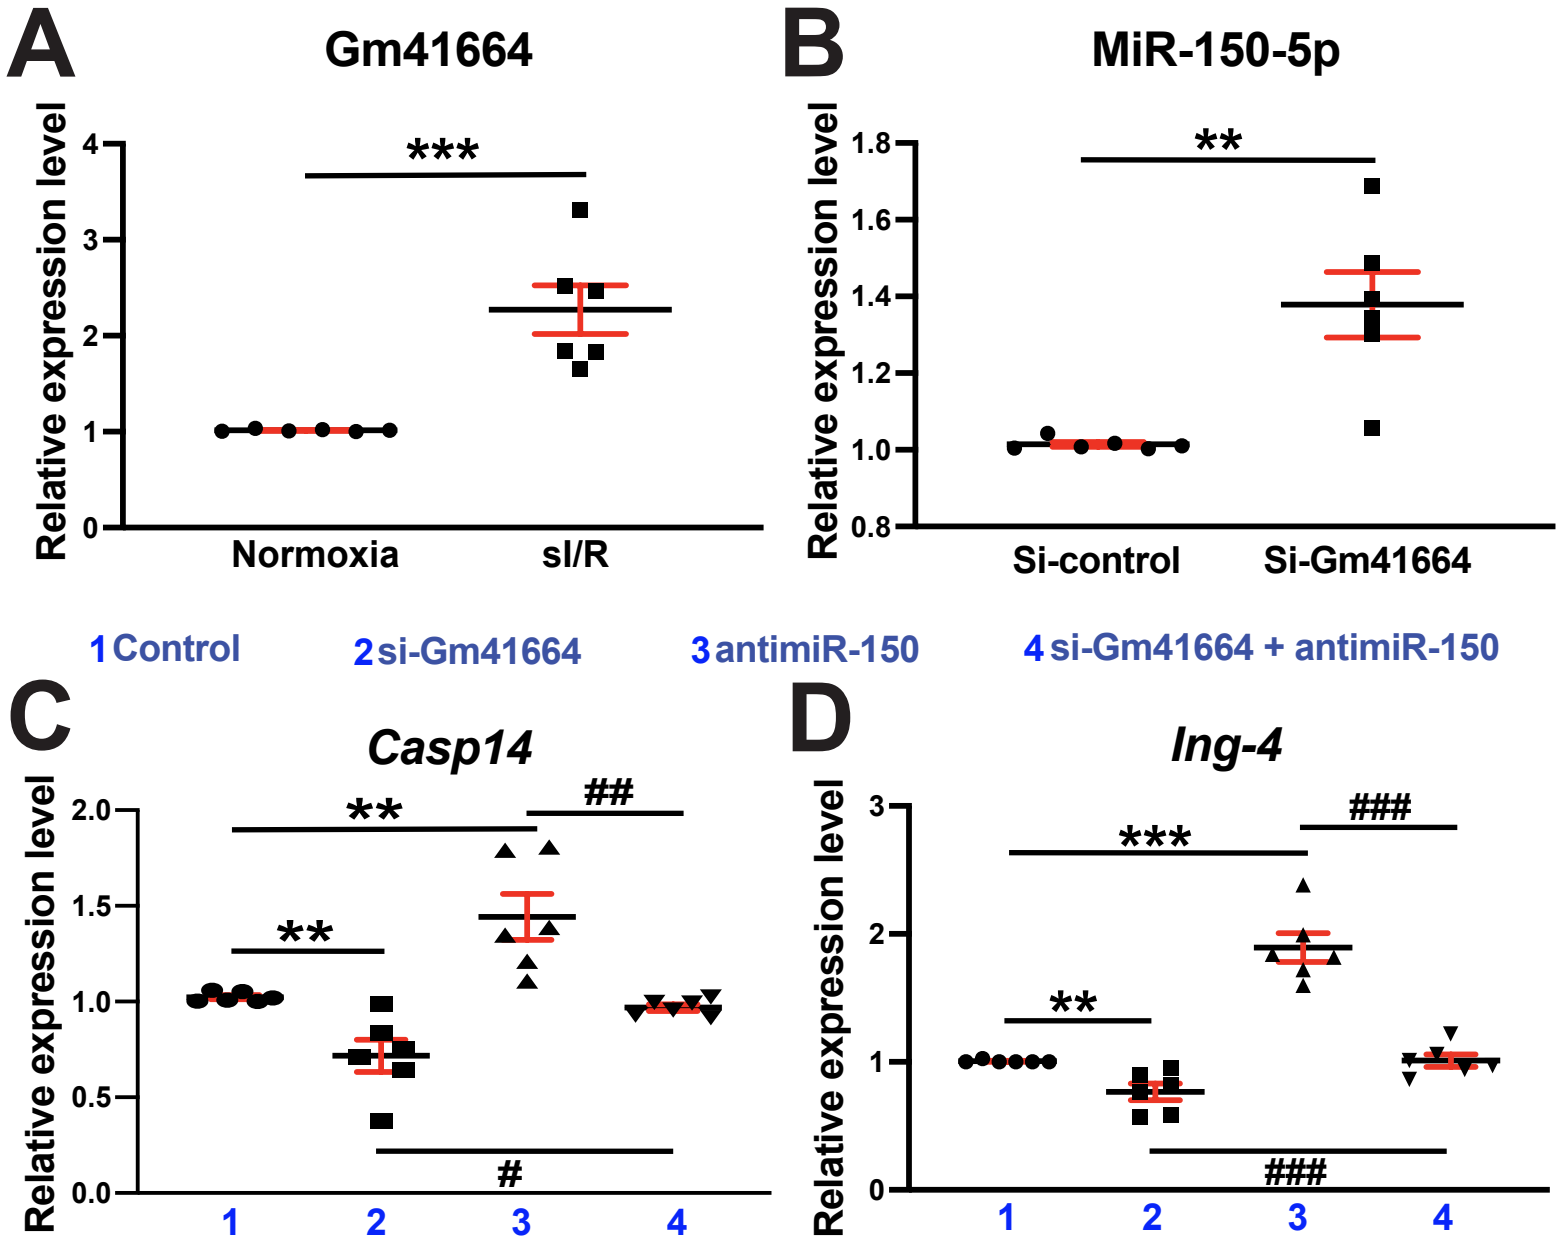 A
Gm41664
Relative expression level
4
3
2
1
0
***
Normoxia
sI/R
B
MiR-150-5p
Relative expression level
1.8
1.6
1.4
1.2
1.0
0.8
**
Si-control
Si-Gm41664
1 Control
2 si-Gm41664
3 antimiR-150
4 si-Gm41664 + antimiR-150
C
Casp14
Relative expression level
2.0
1.5
1.0
0.5
0.0
**
##
**
#
1
2
3
4
D
Ing-4
Relative expression level
3
2
1
0
###
***
**
###
1
2
3
4